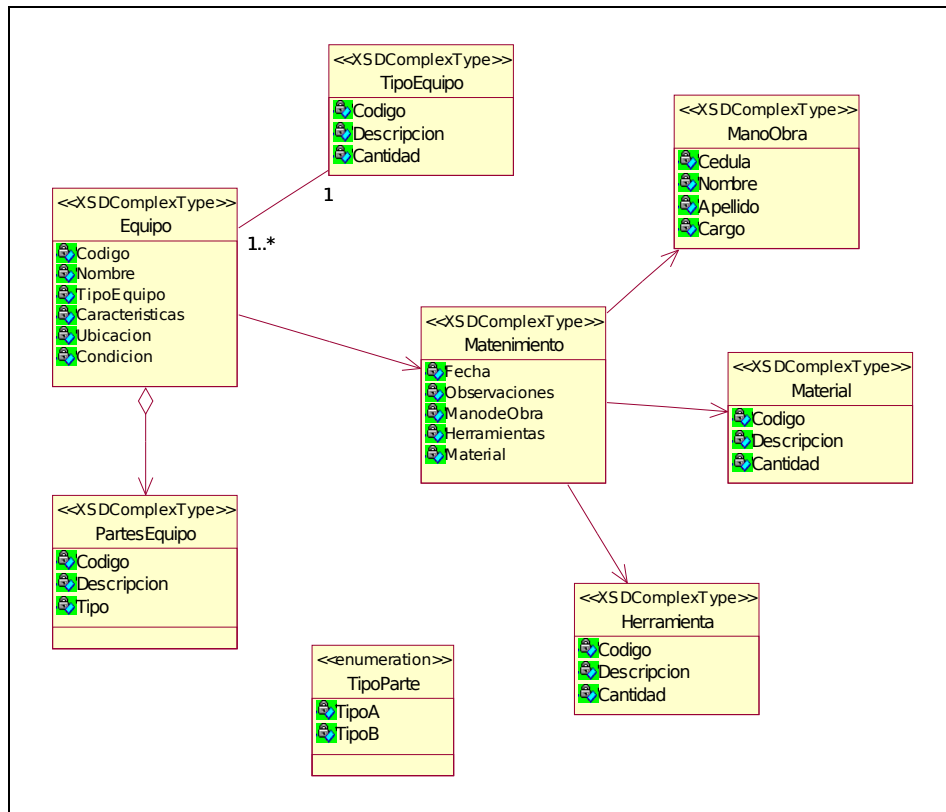 <<XSDComplexType>>
TipoEquipo
Codigo
Descripcion
Cantidad
1
1..*
<<XSDComplexType>>
Equipo
Codigo
Nombre
TipoEquipo
Caracteristicas
Ubicacion
Condicion
<<XSDComplexType>>
ManoObra
Cedula
Nombre
Apellido
Cargo
<<XSDComplexType>>
Matenimiento
Fecha
Observaciones
ManodeObra
Herramientas
Material
<<XSDComplexType>>
Material
Codigo
Descripcion
Cantidad
<<XSDComplexType>>
PartesEquipo
Codigo
Descripcion
Tipo
<<XSDComplexType>>
Herramienta
Codigo
Descripcion
Cantidad
<<enumeration>>
TipoParte
TipoA
TipoB